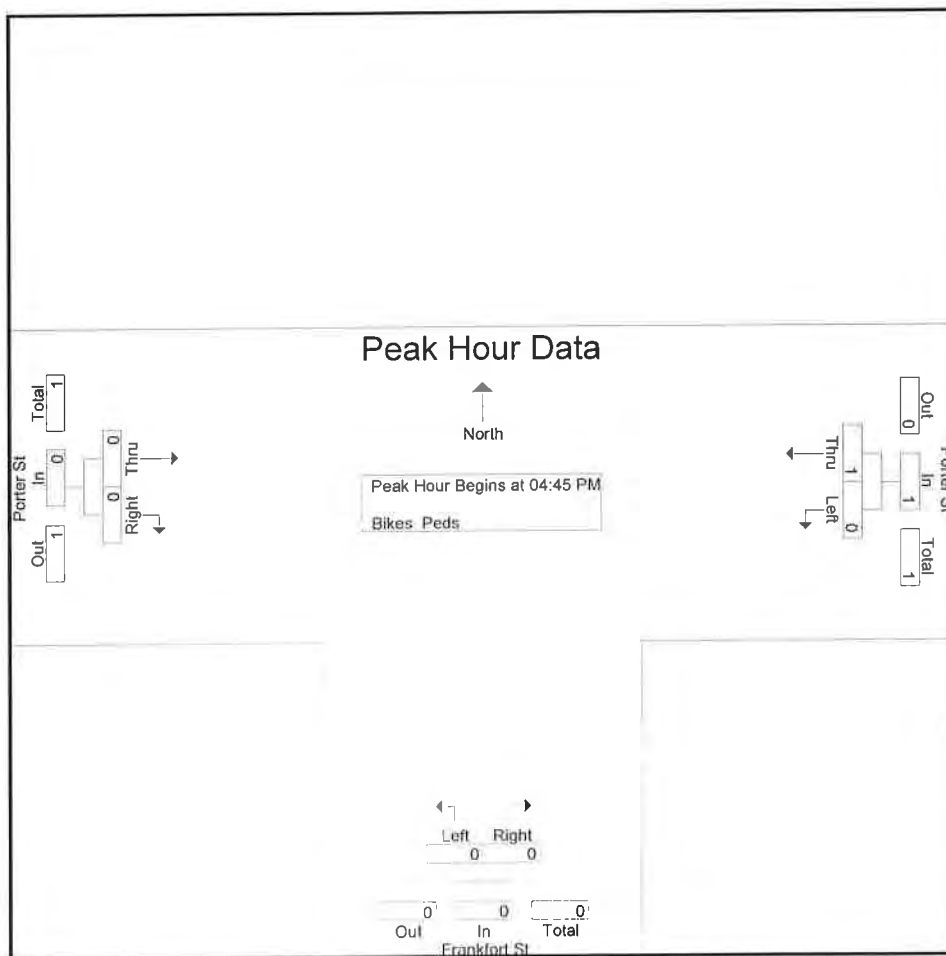 Peak Hour Data
North
Peak Hour Begins at 04:45 PM
Bikes Peds
Porter St
Out In Total
1 0 1
Right Thru
0 0
Porter St
Out In Total
0 1 1
Thru Left
1 0
Left Right
0 0
0 0 0
Out In Total
Frankfort St